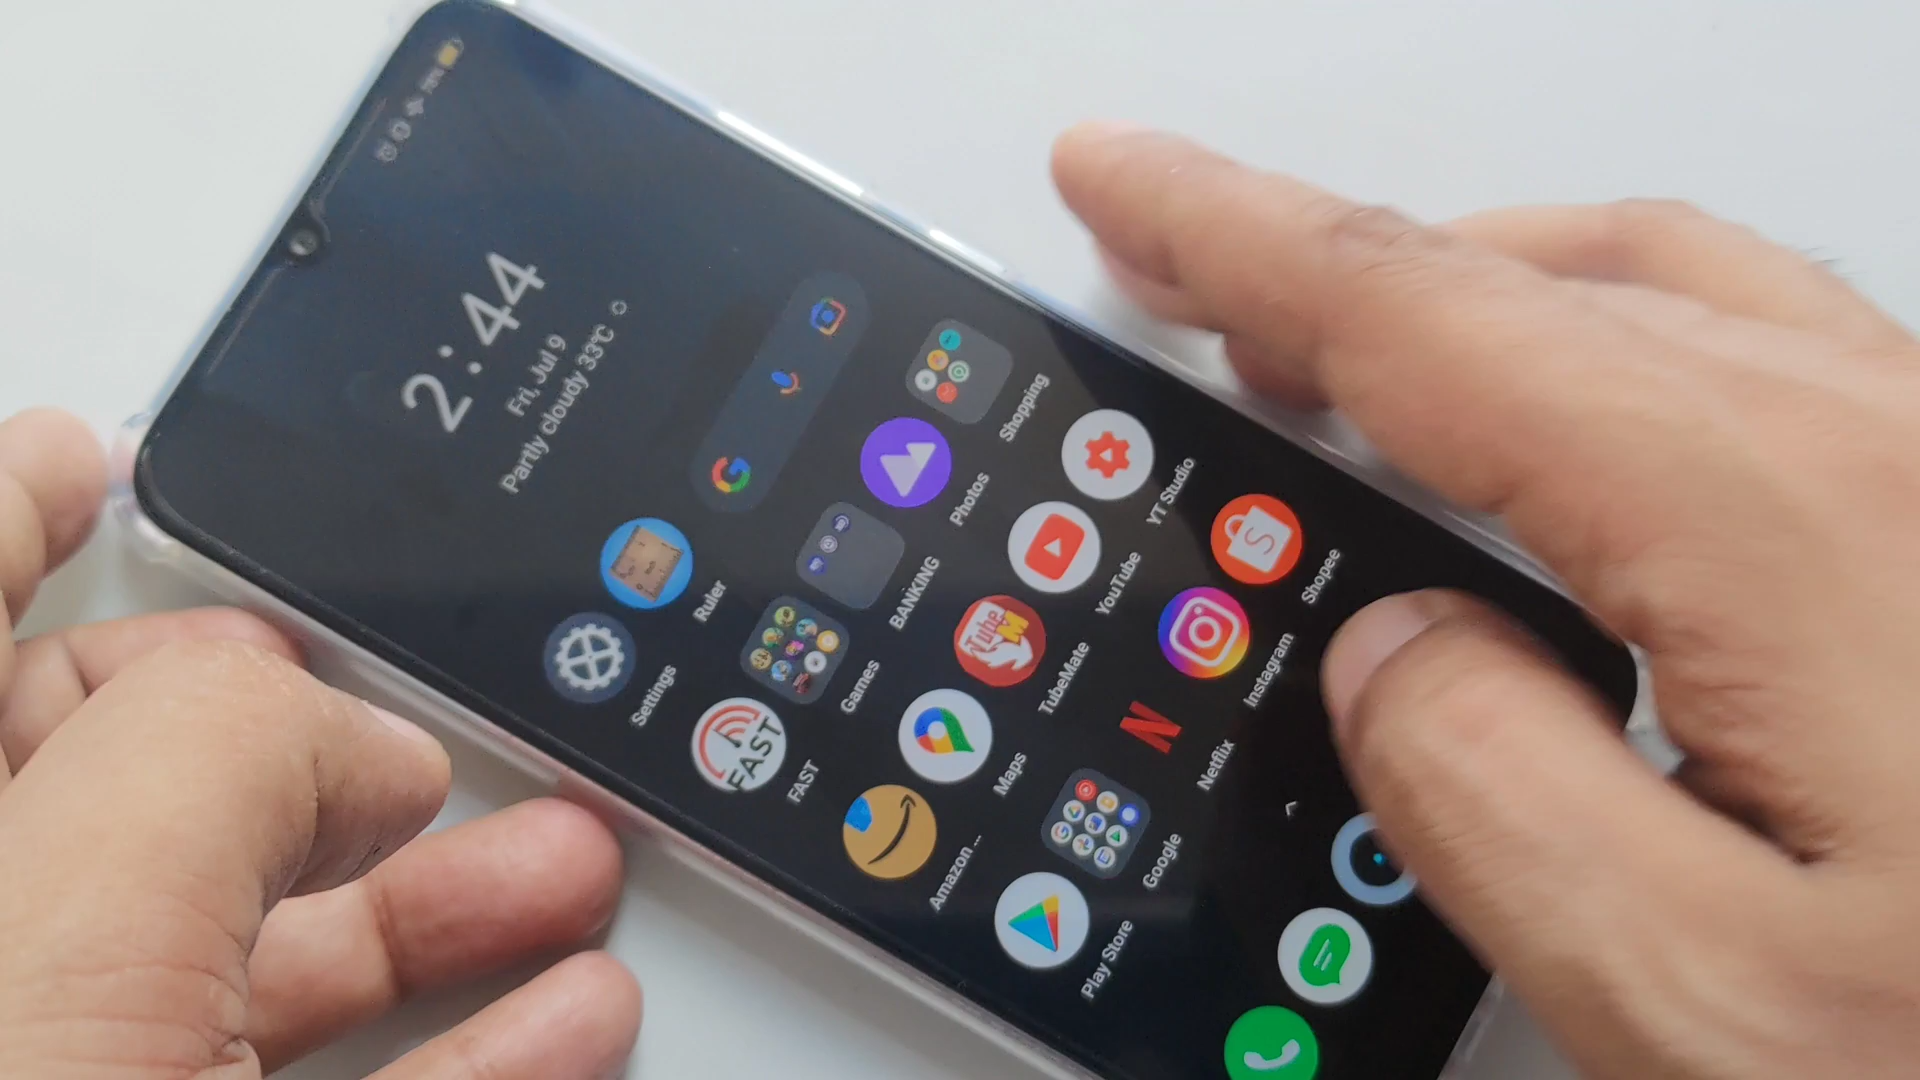 2:44
Fri, Jul 9
Partly cloudy 33°C
Settings
Ruler
FAST
FAST
Games
BANKING
Photos
Shopping
Amazon ...
Maps
TubeMate
Tube
M
YouTube
YT Studio
Play Store
Google
Netflix
Instagram
Shopee